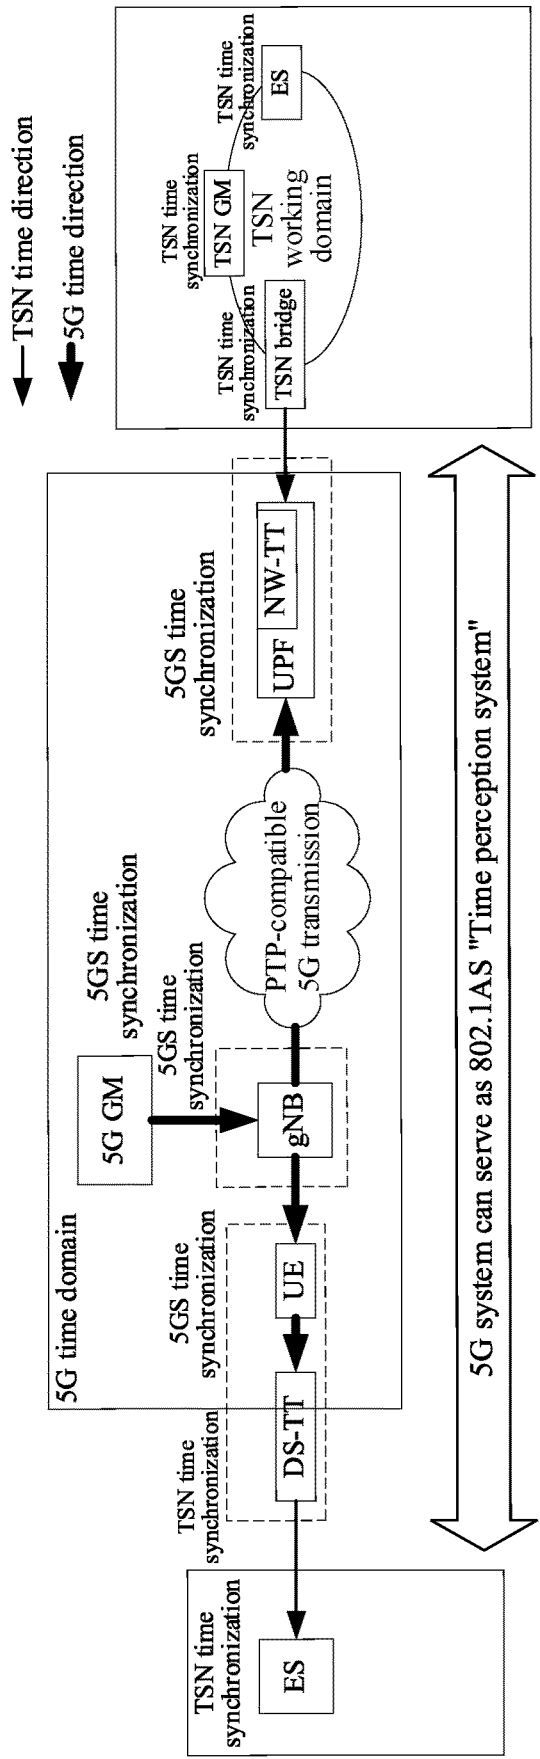 TSN time direction
5G time direction
5G time domain
5G GM
5GS time
synchronization
TSN time
synchronization
ES
TSN time
synchronization
DS-TT
5GS time
synchronization
UE
5GS time
synchronization
gNB
PTP-compatible
5G transmission
5GS time
synchronization
UPF
NW-TT
TSN time
synchronization
TSN bridge
TSN time
synchronization
TSN GM
TSN
working
domain
TSN time
synchronization
ES
5G system can serve as 802.1AS "Time perception system"